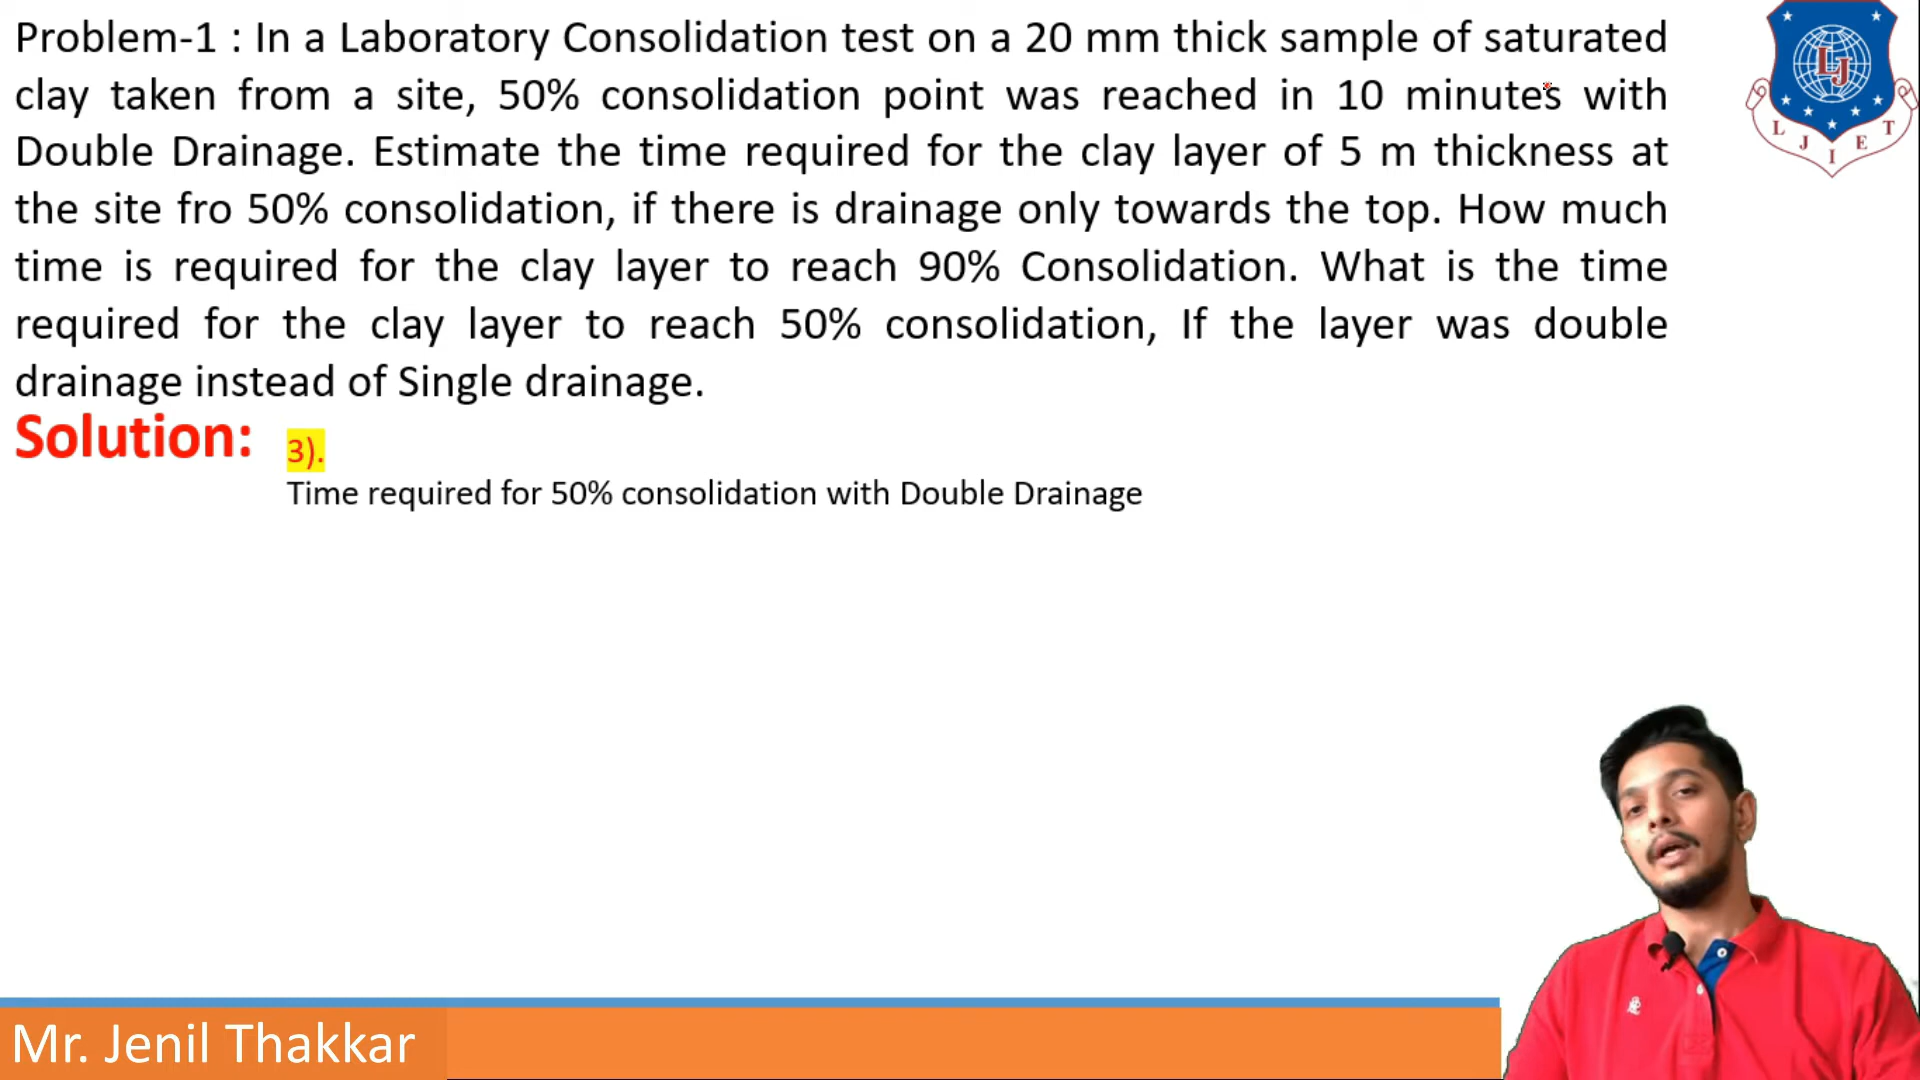 Problem-1 : In a Laboratory Consolidation test on a 20 mm thick sample of saturated
clay taken from a site, 50% consolidation point was reached in 10 minutes with
Double Drainage. Estimate the time required for the clay layer of 5 m thickness at
the site fro 50% consolidation, if there is drainage only towards the top. How much
time is required for the clay layer to reach 90% Consolidation. What is the time
required for the clay layer to reach 50% consolidation, If the layer was double
drainage instead of Single drainage.
Solution:
3).
Time required for 50% consolidation with Double Drainage
LJ
L J I E T
Mr. Jenil Thakkar